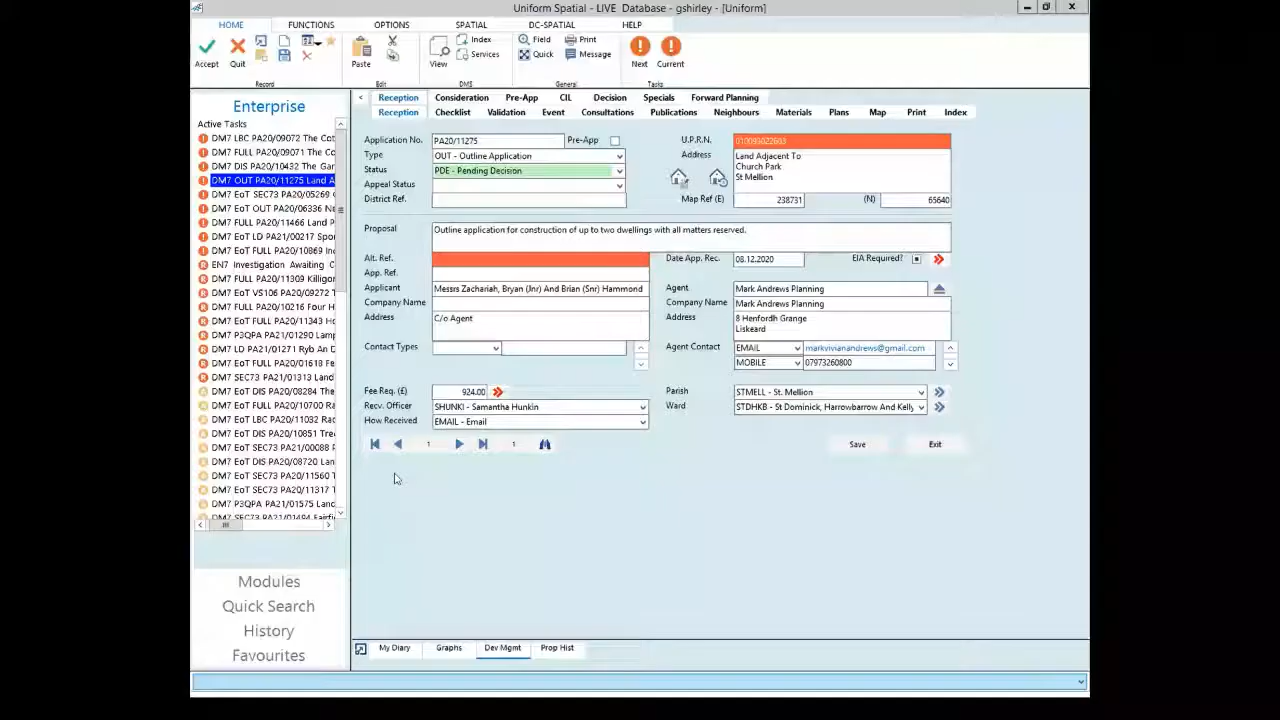 Uniform Spatial - LIVE Database - gshirley - [Uniform]
HOME FUNCTIONS OPTIONS SPATIAL DC-SPATIAL HELP
Accept Quit Paste View Index Services Field Quick Print Message Next Current
Record Edit DMS General Tasks
Enterprise
Active Tasks
DM7 LBC PA20/09072 The Cot
DM7 FULL PA20/09071 The Co
DM7 DIS PA20/10432 The Gar
DM7 OUT PA20/11275 Land A
DM7 EoT SEC73 PA20/05269
DM7 EoT OUT PA20/06336 N
DM7 FULL PA20/11466 Land P
DM7 EoT LD PA21/00217 Spo
DM7 EoT FULL PA20/10869 In
EN7 Investigation Awaiting C
DM7 FULL PA20/11309 Killigor
DM7 EoT VS106 PA20/09272 T
DM7 FULL PA20/10216 Four H
DM7 EoT FULL PA20/11343 Ho
DM7 P3QPA PA21/01290 Lamp
DM7 LD PA21/01271 Ryb An D
DM7 EoT FULL PA20/01618 Fe
DM7 SEC73 PA21/01313 Land
DM7 EoT DIS PA20/08284 The
DM7 EoT FULL PA20/10700 Ra
DM7 EoT LBC PA20/11032 Rad
DM7 EoT DIS PA20/10851 Tree
DM7 EoT SEC73 PA21/00088 P
DM7 EoT DIS PA20/08720 Lan
DM7 EoT SEC73 PA20/11560 T
DM7 EoT SEC73 PA20/11317 T
DM7 P3QPA PA21/01575 Land
DM7 SEC73 PA21/01494 Fairfi
Modules
Quick Search
History
Favourites
< Reception Consideration Pre-App CIL Decision Specials Forward Planning
Reception Checklist Validation Event Consultations Publications Neighbours Materials Plans Map Print Index
Application No. PA20/11275 Pre-App U.P.R.N.
Type OUT - Outline Application Address Land Adjacent To
Church Park
Status PDE - Pending Decision St Mellion
Appeal Status
District Ref. Map Ref (E) 238731 (N) 65640
Proposal Outline application for construction of up to two dwellings with all matters reserved.
Alt. Ref. Date App. Rec. 08.12.2020 EIA Required?
App. Ref.
Applicant Messrs Zachariah, Bryan (Jnr) And Brian (Snr) Hammond Agent Mark Andrews Planning
Company Name Company Name Mark Andrews Planning
Address C/o Agent Address 8 Henfordh Grange
Liskeard
Contact Types Agent Contact EMAIL markvivianandrews@gmail.com
MOBILE 07973260800
Fee Req. (£) 924.00 Parish STMELL - St. Mellion
Recv. Officer SHUNKI - Samantha Hunkin Ward STDHKB - St Dominick, Harrowbarrow And Kelly
How Received EMAIL - Email
1 1 Save Exit
My Diary Graphs Dev Mgmt Prop Hist